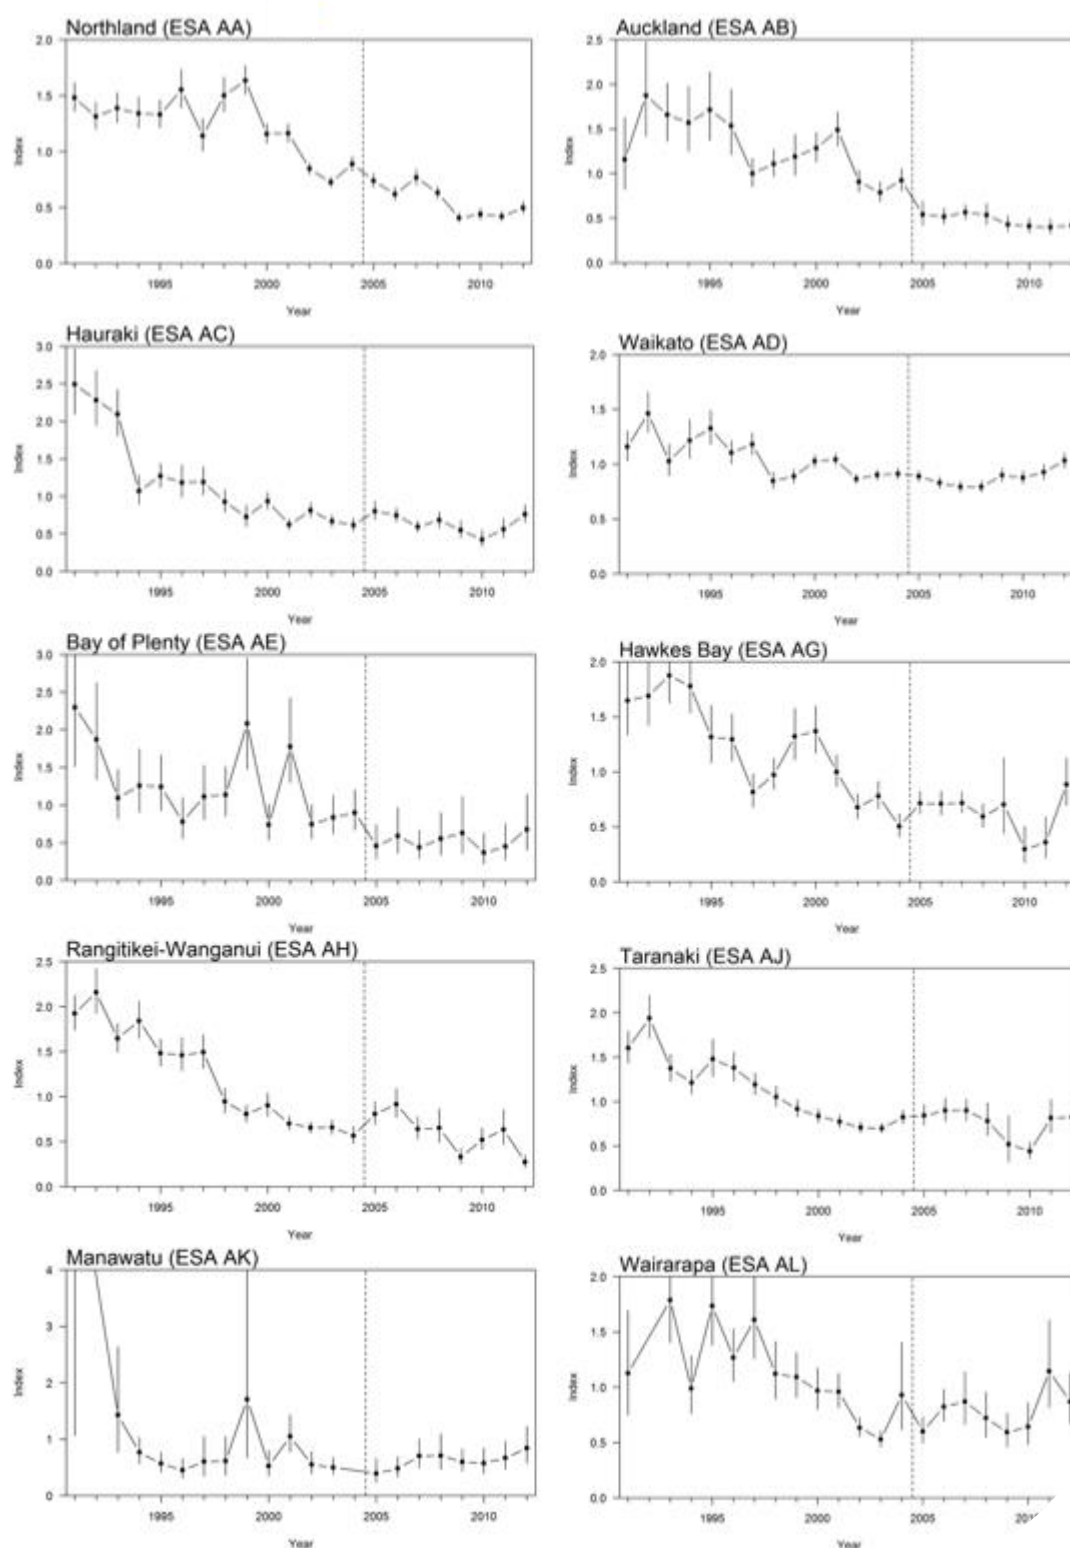 Northland (ESA AA)
2.0
1.5
1.0
0.5
0.0
Index
1995 2000 2005 2010
Year
Auckland (ESA AB)
2.5
2.0
1.5
1.0
0.5
0.0
Index
1995 2000 2005 2010
Year
Hauraki (ESA AC)
3.0
2.5
2.0
1.5
1.0
0.5
0.0
Index
1995 2000 2005 2010
Year
Waikato (ESA AD)
2.0
1.5
1.0
0.5
0.0
Index
1995 2000 2005 2010
Year
Bay of Plenty (ESA AE)
3.0
2.5
2.0
1.5
1.0
0.5
0.0
Index
1995 2000 2005 2010
Year
Hawkes Bay (ESA AG)
2.0
1.5
1.0
0.5
0.0
Index
1995 2000 2005 2010
Year
Rangitikei-Wanganui (ESA AH)
2.5
2.0
1.5
1.0
0.5
0.0
Index
1995 2000 2005 2010
Year
Taranaki (ESA AJ)
2.5
2.0
1.5
1.0
0.5
0.0
Index
1995 2000 2005 2010
Year
Manawatu (ESA AK)
4
3
2
1
0
Index
1995 2000 2005 2010
Year
Wairarapa (ESA AL)
2.0
1.5
1.0
0.5
0.0
Index
1995 2000 2005
Year